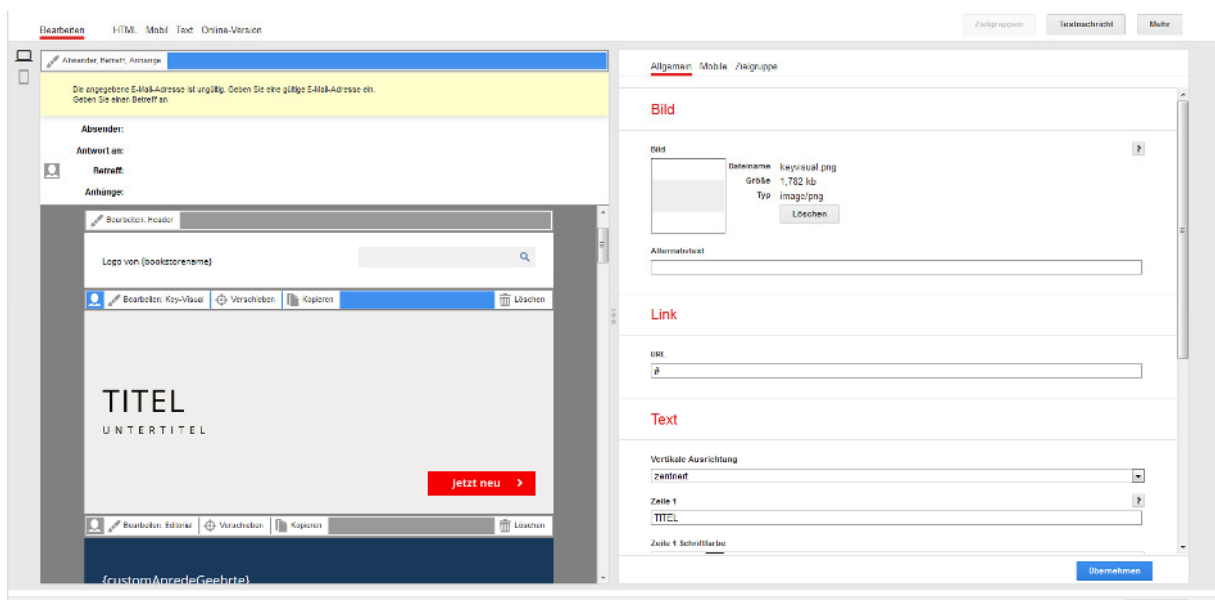 Bearbeiten HTML Mobil Text Online-Version
Zielgruppen Testnachricht Mehr
Absender, Betreff, Anhänge
Die angegebene E-Mail-Adresse ist ungültig. Geben Sie eine gültige E-Mail-Adresse ein.
Geben Sie einen Betreff an.
Absender:
Antwort an:
Betreff:
Anhänge:
Bearbeiten: Header
Logo von {bookstorename}
Bearbeiten: Key-Visual Verschieben Kopieren Löschen
TITEL
UNTERTITEL
Jetzt neu
Bearbeiten: Editorial Verschieben Kopieren Löschen
{customAnredeGeehrte}
Allgemein Mobile Zielgruppe
Bild
Bild ?
Dateiname keyvisual.png
Größe 1,782 kb
Typ image/png
Löschen
Alternativtext
Link
URL
#
Text
Vertikale Ausrichtung
zentriert
Zeile 1 ?
TITEL
Zeile 1 Schriftfarbe
Übernehmen